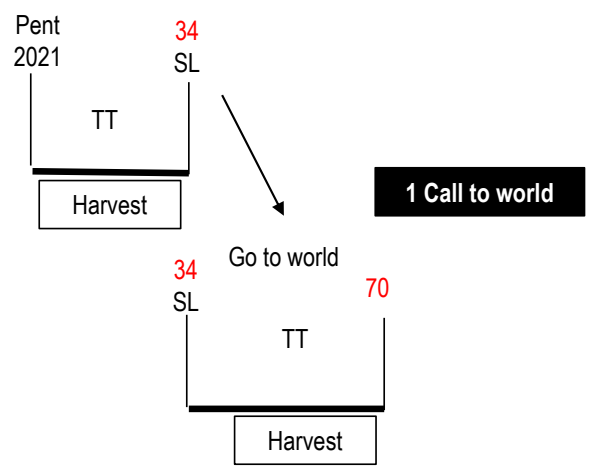 Pent
2021
34
SL
TT
Harvest
1 Call to world
Go to world
34
SL
70
TT
Harvest